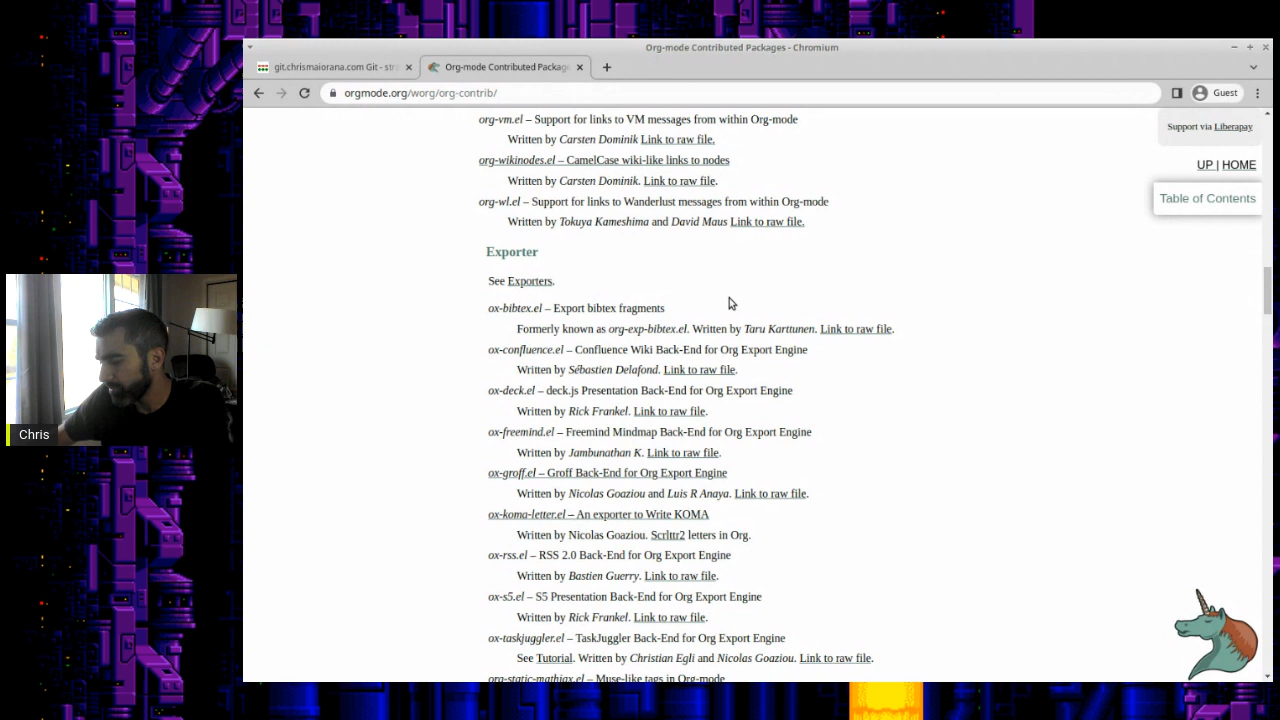 Org-mode Contributed Packages - Chromium
git.chrismaiorana.com Git - str
Org-mode Contributed Package
orgmode.org/worg/org-contrib/
Guest
org-vm.el – Support for links to VM messages from within Org-mode
Written by Carsten Dominik Link to raw file.
org-wikinodes.el – CamelCase wiki-like links to nodes
Written by Carsten Dominik. Link to raw file.
org-wl.el – Support for links to Wanderlust messages from within Org-mode
Written by Tokuya Kameshima and David Maus Link to raw file.
Exporter
See Exporters.
ox-bibtex.el – Export bibtex fragments
Formerly known as org-exp-bibtex.el. Written by Taru Karttunen. Link to raw file.
ox-confluence.el – Confluence Wiki Back-End for Org Export Engine
Written by Sébastien Delafond. Link to raw file.
ox-deck.el – deck.js Presentation Back-End for Org Export Engine
Written by Rick Frankel. Link to raw file.
ox-freemind.el – Freemind Mindmap Back-End for Org Export Engine
Written by Jambunathan K. Link to raw file.
ox-groff.el – Groff Back-End for Org Export Engine
Written by Nicolas Goaziou and Luis R Anaya. Link to raw file.
ox-koma-letter.el – An exporter to Write KOMA
Written by Nicolas Goaziou. Scrlttr2 letters in Org.
ox-rss.el – RSS 2.0 Back-End for Org Export Engine
Written by Bastien Guerry. Link to raw file.
ox-s5.el – S5 Presentation Back-End for Org Export Engine
Written by Rick Frankel. Link to raw file.
ox-taskjuggler.el – TaskJuggler Back-End for Org Export Engine
See Tutorial. Written by Christian Egli and Nicolas Goaziou. Link to raw file.
org-static-mathjax.el – Muse-like tags in Org-mode
Support via Liberapay
UP | HOME
Table of Contents
Chris